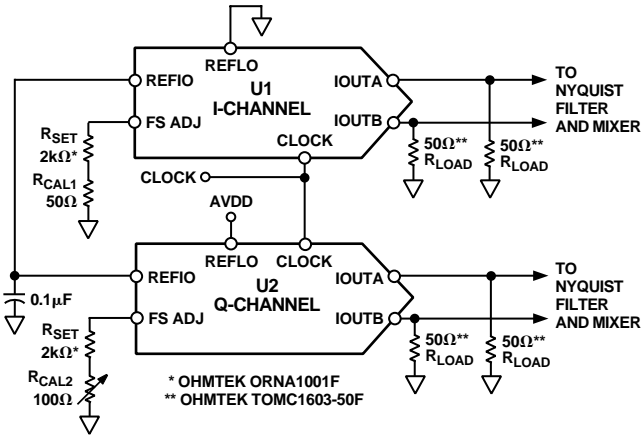 REFLO
REFIO
U1
I-CHANNEL
IOUTA
TO
NYQUIST
FILTER
AND MIXER
FS ADJ
IOUTB
CLOCK
RSET
2kΩ*
RCAL1
50Ω
50Ω**
RLOAD
50Ω**
RLOAD
CLOCK
AVDD
REFLO
CLOCK
REFIO
U2
Q-CHANNEL
IOUTA
TO
NYQUIST
FILTER
AND MIXER
0.1μF
FS ADJ
IOUTB
RSET
2kΩ*
RCAL2
100Ω
50Ω**
RLOAD
50Ω**
RLOAD
* OHMTEK ORNA1001F
** OHMTEK TOMC1603-50F